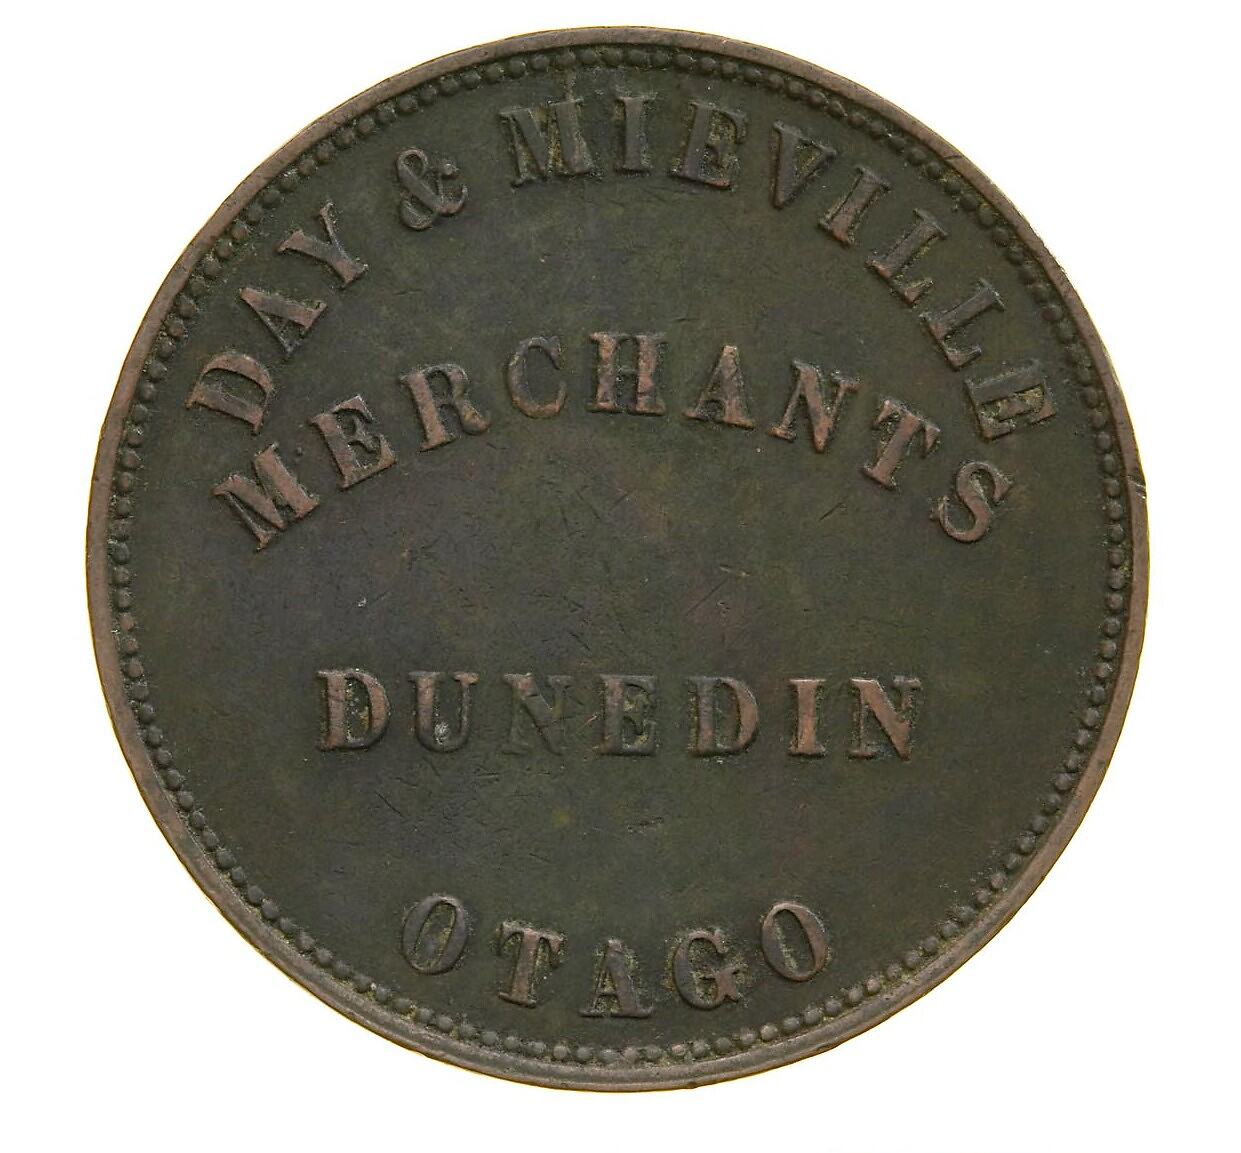 DAY & MIEVILLE
MERCHANTS
DUNEDIN
OTAGO